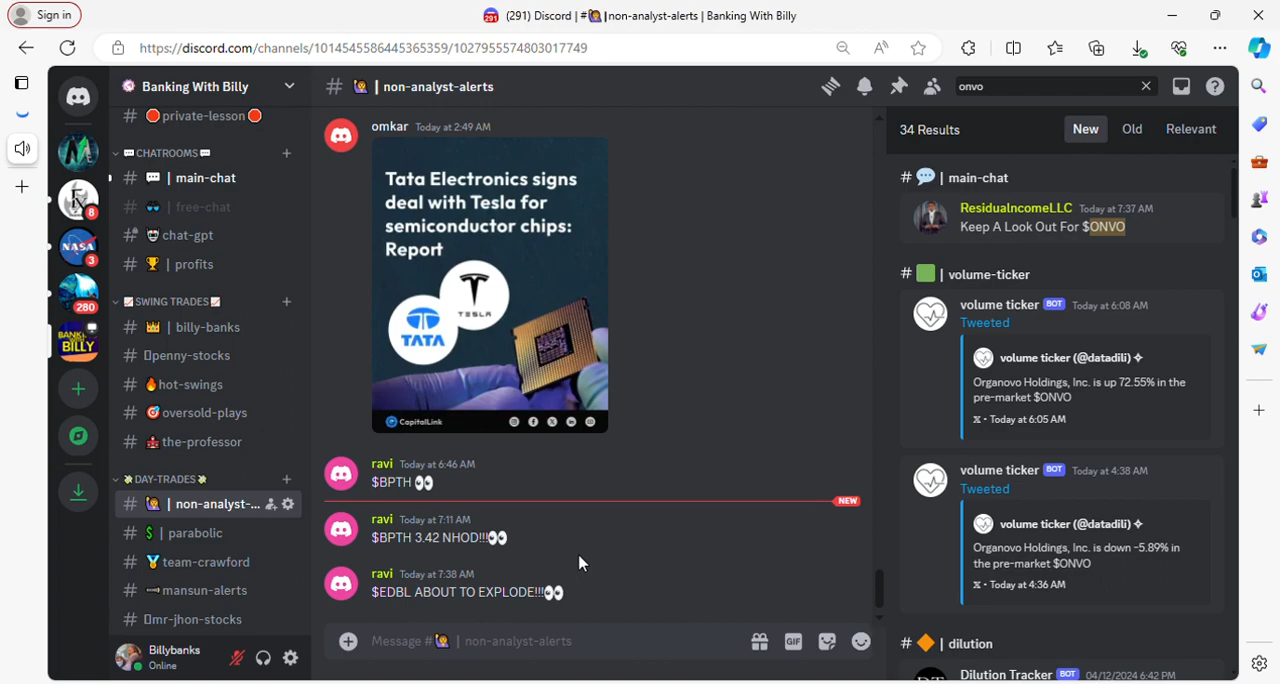 Sign in
(291) Discord | #🙋|non-analyst-alerts | Banking With Billy
https://discord.com/channels/1014545586445365359/1027955574803017749
Banking With Billy
# 🙋 | non-analyst-alerts
onvo
# 🛑private-lesson🛑
CHATROOMS
# 💬 | main-chat
# 🕶 | free-chat
# chat-gpt
# 🏆 | profits
📈SWING TRADES📈
# 👑 | billy-banks
# penny-stocks
# 🔥hot-swings
# 🎯oversold-plays
# the-professor
💸DAY-TRADES💸
# 🙋 | non-analyst-...
# 💲 | parabolic
# 🏅team-crawford
# mansun-alerts
# mr-jhon-stocks
Billybanks
Online
NASA
BANKING
WITH
BILLY
8
3
280
omkar Today at 2:49 AM
Tata Electronics signs
deal with Tesla for
semiconductor chips:
Report
TATA
TESLA
CapitalLink
ravi Today at 6:46 AM
$BPTH 👀
NEW
ravi Today at 7:11 AM
$BPTH 3.42 NHOD!!!👀
ravi Today at 7:38 AM
$EDBL ABOUT TO EXPLODE!!!👀
Message #🙋 | non-analyst-alerts
GIF
34 Results
New
Old
Relevant
# 💬 | main-chat
ResidualncomeLLC Today at 7:37 AM
Keep A Look Out For $ONVO
# 🟩 | volume-ticker
volume ticker BOT Today at 6:08 AM
Tweeted
volume ticker (@datadili) ✧
Organovo Holdings, Inc. is up 72.55% in the
pre-market $ONVO
X • Today at 6:05 AM
volume ticker BOT Today at 4:38 AM
Tweeted
volume ticker (@datadili) ✧
Organovo Holdings, Inc. is down -5.89% in
the pre-market $ONVO
X • Today at 4:36 AM
# 🔶 | dilution
Dilution Tracker BOT 04/12/2024 6:42 PM